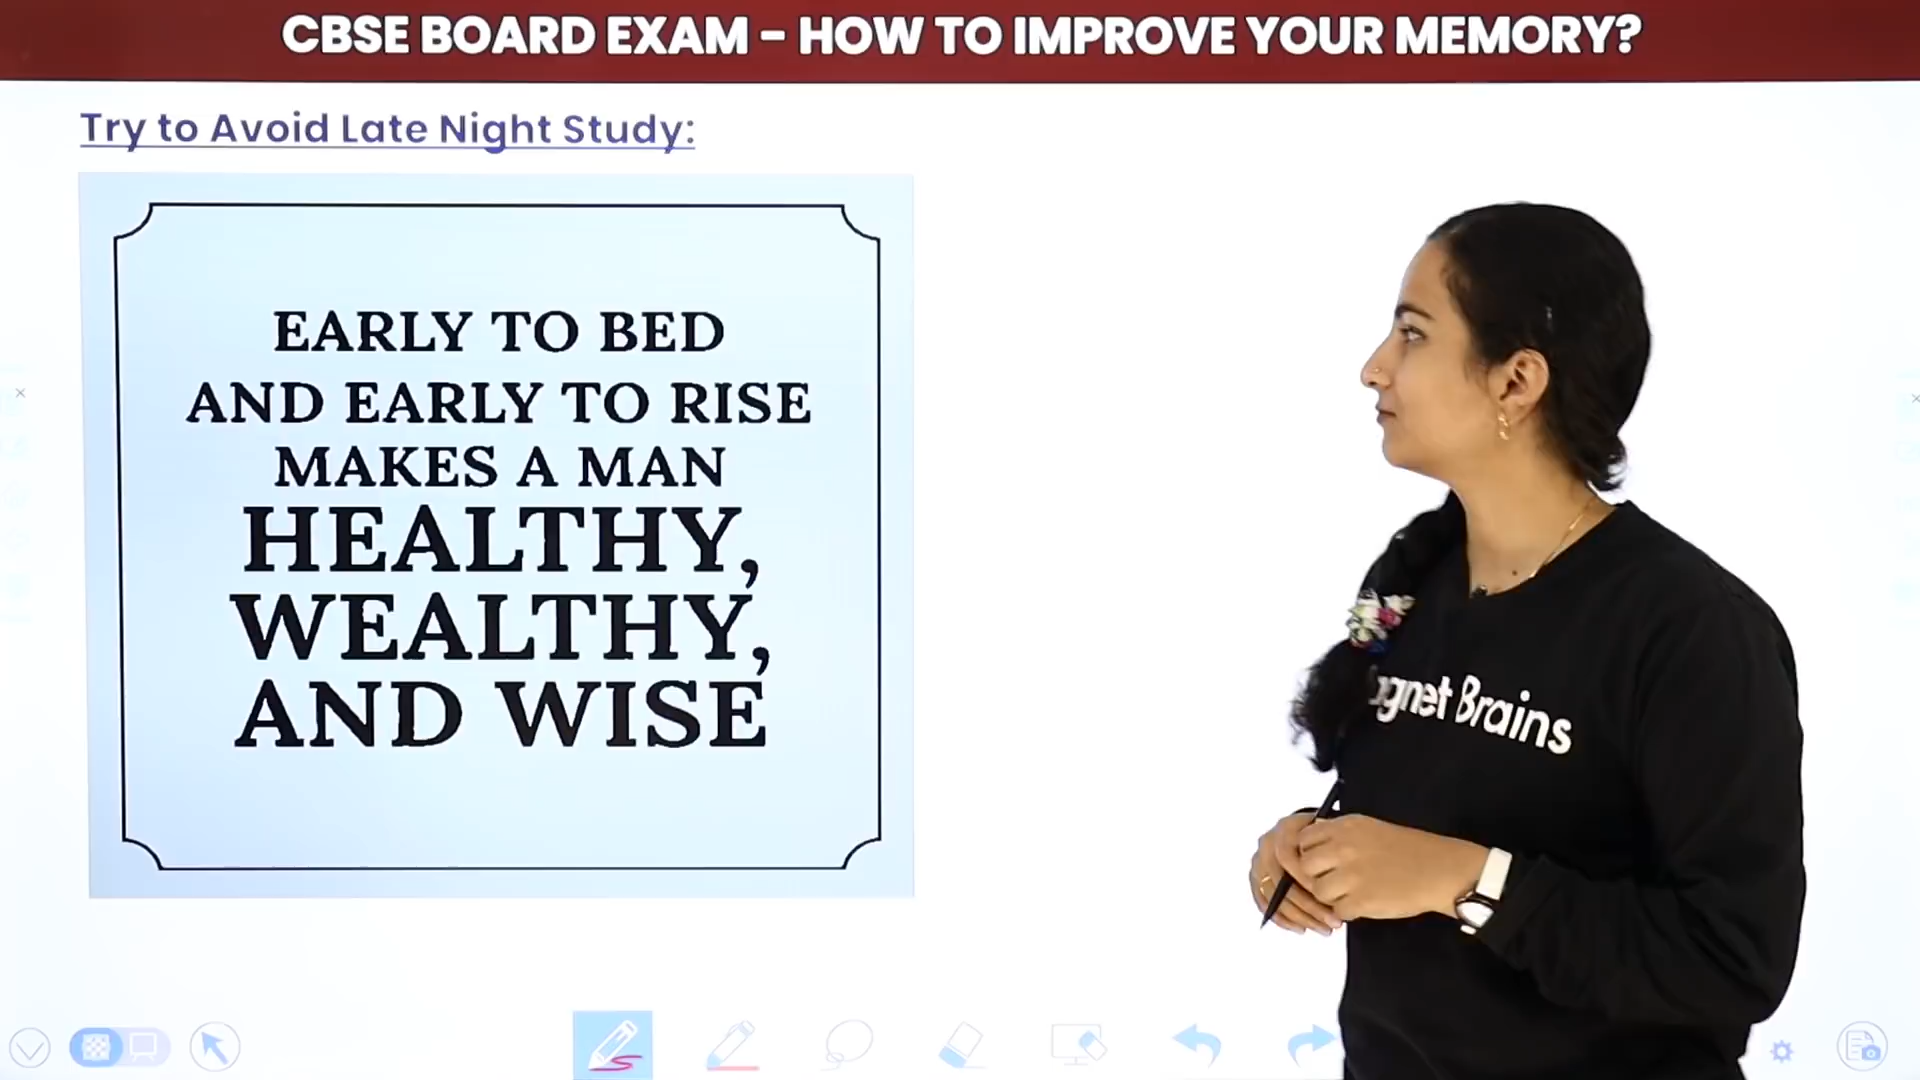 CBSE BOARD EXAM - HOW TO IMPROVE YOUR MEMORY?
Try to Avoid Late Night Study:
EARLY TO BED
AND EARLY TO RISE
MAKES A MAN
HEALTHY,
WEALTHY,
AND WISE
Brains